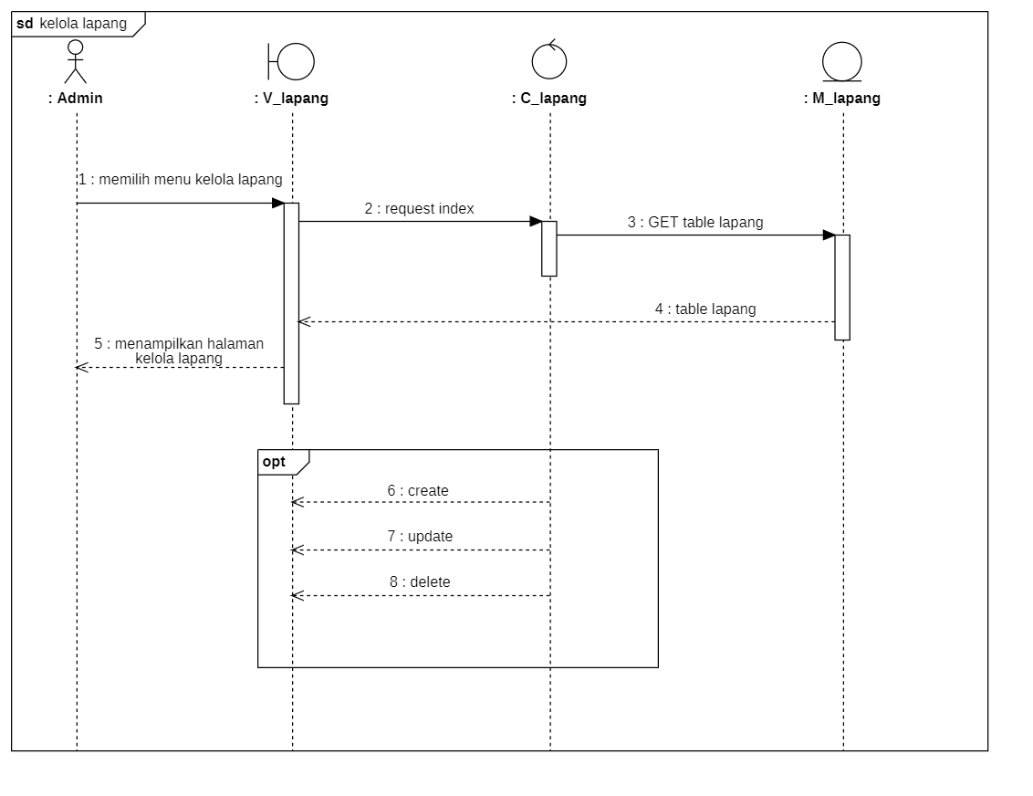 sd kelola lapang
: Admin
: V_lapang
: C_lapang
: M_lapang
1 : memilih menu kelola lapang
2 : request index
3 : GET table lapang
4 : table lapang
5 : menampilkan halaman
kelola lapang
opt
6 : create
7 : update
8 : delete